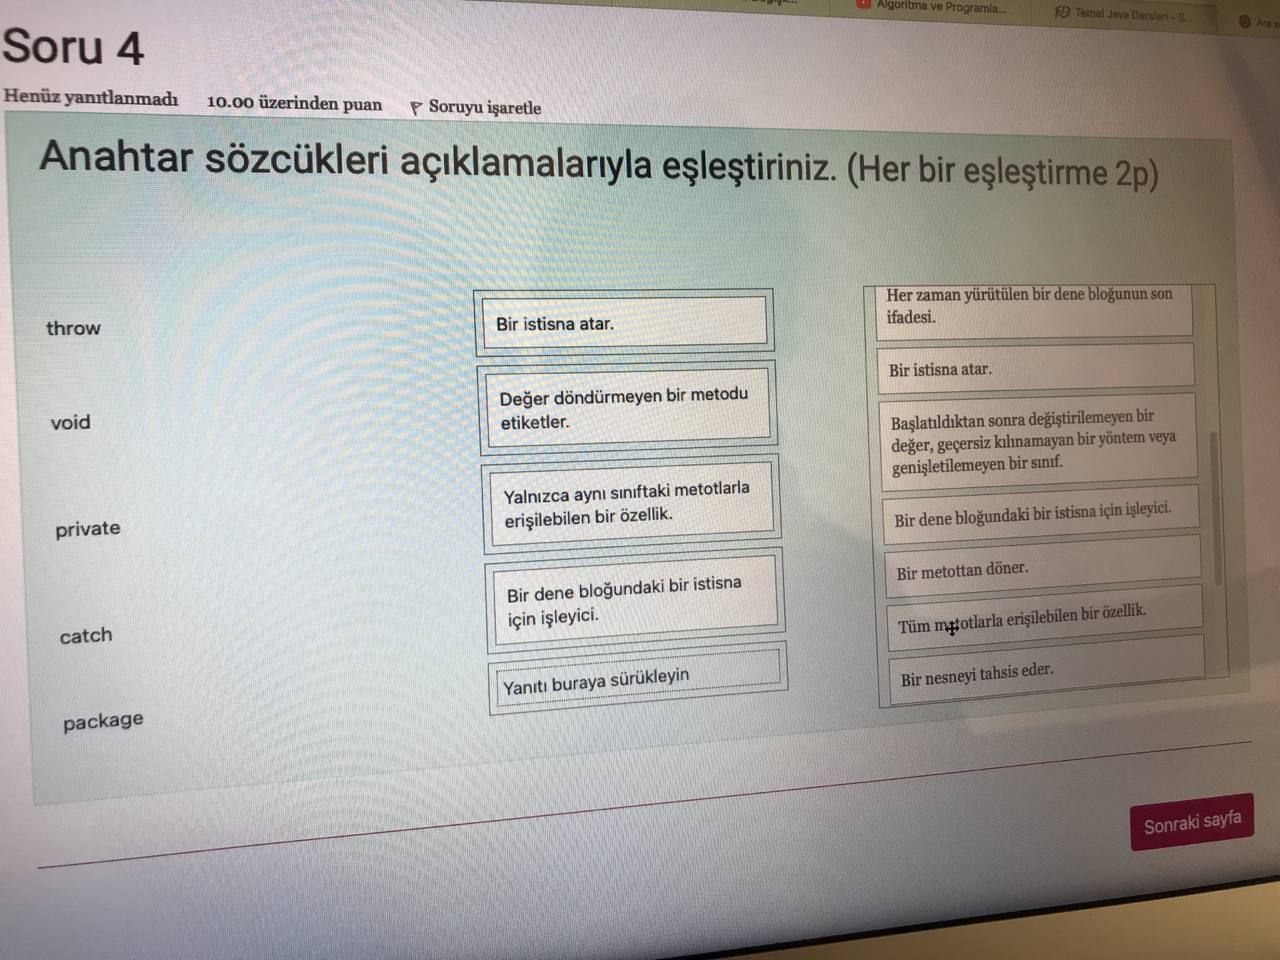 Algoritma ve Programla...
Temel Java Dersleri - S...
Ara
Soru 4
Henüz yanıtlanmadı
10.00 üzerinden puan
Soruyu işaretle
Anahtar sözcükleri açıklamalarıyla eşleştiriniz. (Her bir eşleştirme 2p)
throw
Bir istisna atar.
void
Değer döndürmeyen bir metodu
etiketler.
private
Yalnızca aynı sınıftaki metotlarla
erişilebilen bir özellik.
catch
Bir dene bloğundaki bir istisna
için işleyici.
package
Yanıtı buraya sürükleyin
Her zaman yürütülen bir dene bloğunun son
ifadesi.
Bir istisna atar.
Başlatıldıktan sonra değiştirilemeyen bir
değer, geçersiz kılınamayan bir yöntem veya
genişletilemeyen bir sınıf.
Bir dene bloğundaki bir istisna için işleyici.
Bir metottan döner.
Tüm metotlarla erişilebilen bir özellik.
Bir nesneyi tahsis eder.
Sonraki sayfa